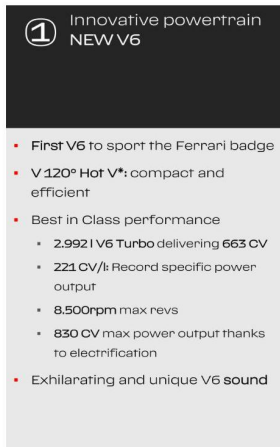 1 Innovative powertrain
NEW V6
▪ First V6 to sport the Ferrari badge
▪ V 120° Hot V*: compact and
efficient
▪ Best in Class performance
▪ 2.992 l V6 Turbo delivering 663 CV
▪ 221 CV/l: Record specific power
output
▪ 8.500rpm max revs
▪ 830 CV max power output thanks
to electrification
▪ Exhilarating and unique V6 sound